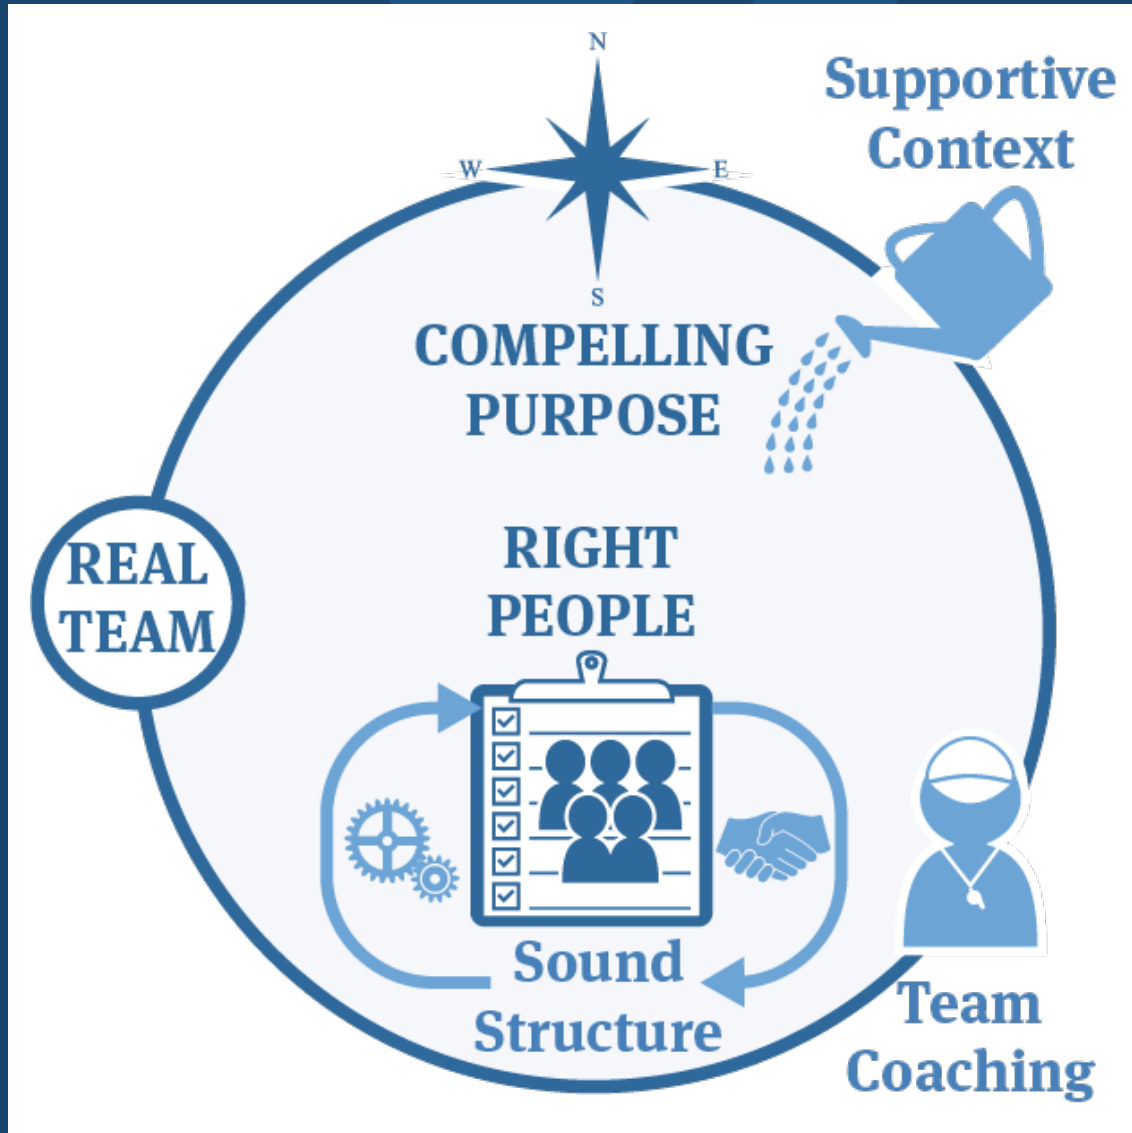 N
W
E
S
Supportive
Context
COMPELLING
PURPOSE
REAL
TEAM
RIGHT
PEOPLE
Sound
Structure
Team
Coaching